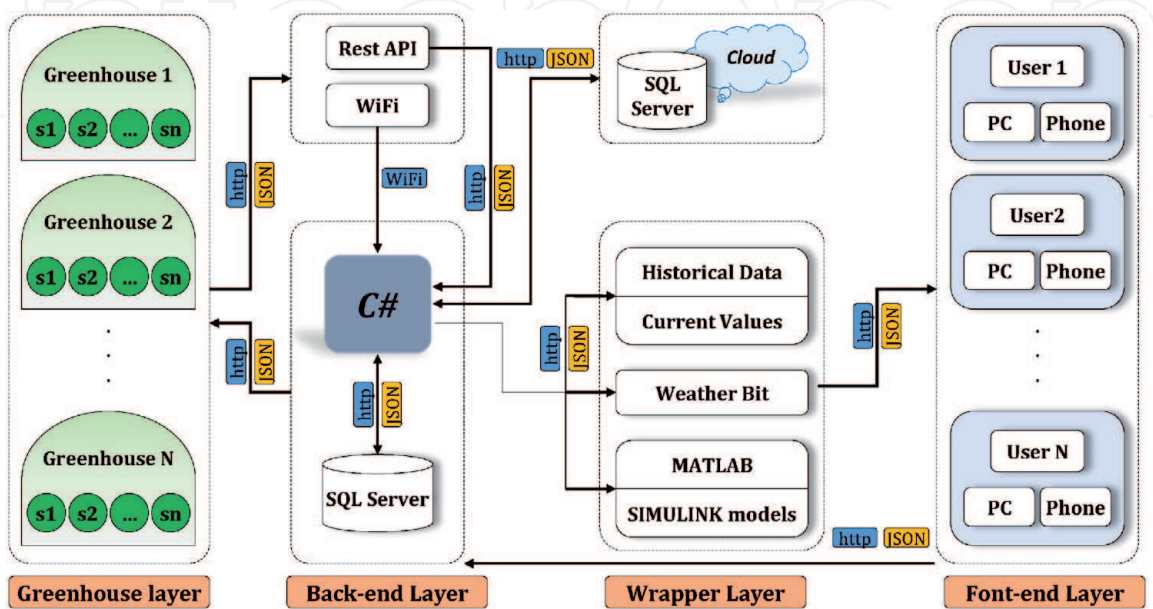 Greenhouse 1
s1 s2 ... sn
Greenhouse 2
s1 s2 ... sn
Greenhouse N
s1 s2 ... sn
Greenhouse layer
http JSON
http JSON
Rest API
WiFi
WiFi
http JSON
http JSON
C#
http JSON
SQL Server
Back-end Layer
Cloud
SQL
Server
http JSON
Historical Data
Current Values
Weather Bit
MATLAB
SIMULINK models
Wrapper Layer
http JSON
http JSON
User 1
PC Phone
User2
PC Phone
User N
PC Phone
Font-end Layer